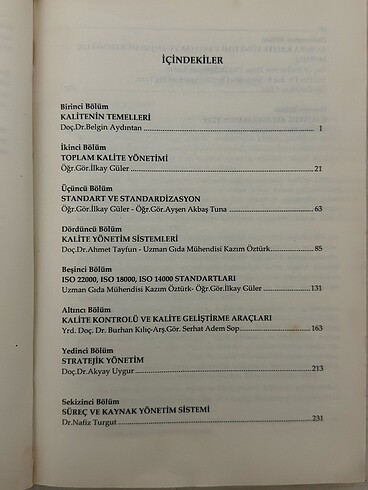 İÇİNDEKİLER
Birinci Bölüm
KALİTENİN TEMELLERİ
Doç.Dr.Belgin Aydıntan 1
İkinci Bölüm
TOPLAM KALİTE YÖNETİMİ
Öğr.Gör.İlkay Güler 21
Üçüncü Bölüm
STANDART VE STANDARDİZASYON
Öğr.Gör.İlkay Güler - Öğr.Gör.Ayşen Akbaş Tuna 63
Dördüncü Bölüm
KALİTE YÖNETİM SİSTEMLERİ
Doç.Dr.Ahmet Tayfun - Uzman Gıda Mühendisi Kazım Öztürk 85
Beşinci Bölüm
ISO 22000, ISO 18000, ISO 14000 STANDARTLARI
Uzman Gıda Mühendisi Kazım Öztürk- Öğr.Gör.İlkay Güler 131
Altıncı Bölüm
KALİTE KONTROLÜ VE KALİTE GELİŞTİRME ARAÇLARI
Yrd. Doç. Dr. Burhan Kılıç-Arş.Gör. Serhat Adem Sop 163
Yedinci Bölüm
STRATEJİK YÖNETİM
Doç.Dr.Akyay Uygur 213
Sekizinci Bölüm
SÜREÇ VE KAYNAK YÖNETİM SİSTEMİ
Dr.Nafiz Turgut 231